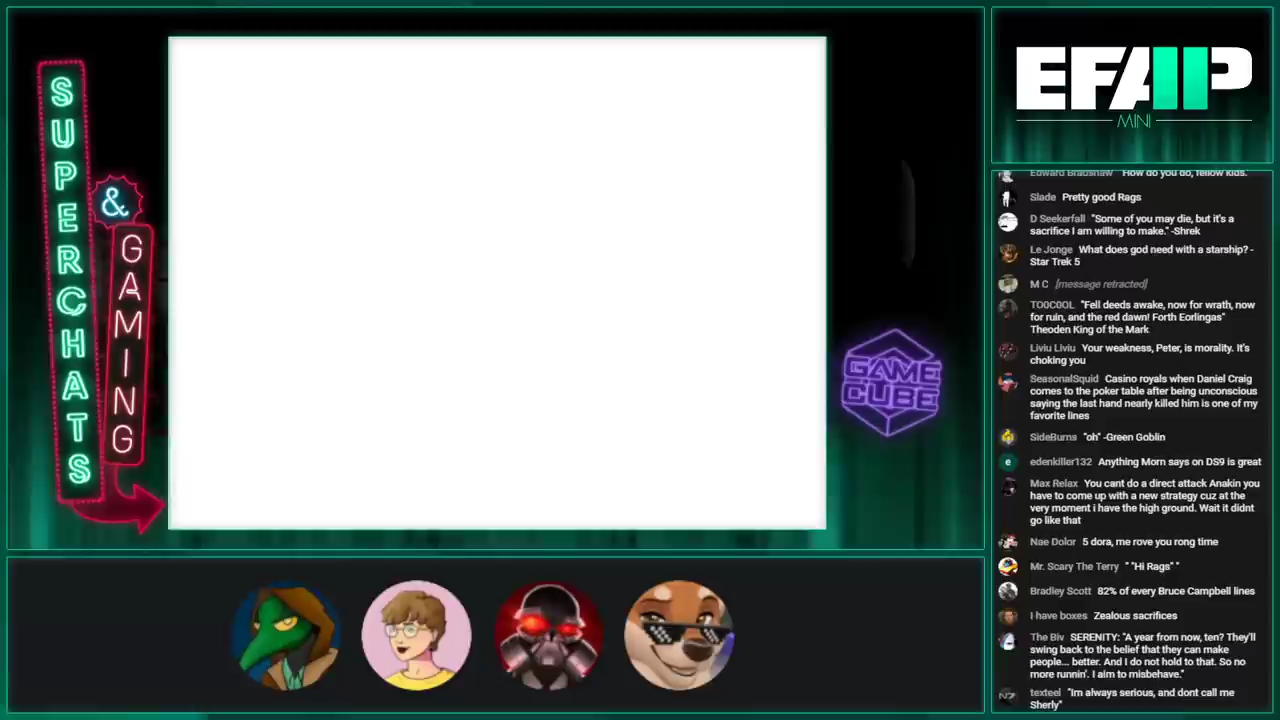 SUPERCHATS
&
GAMING
GAME
CUBE
EFAP
MINI
Edward Bradshaw "How do you do, fellow kids."
Slade Pretty good Rags
D Seekerfall "Some of you may die, but it's a
sacrifice I am willing to make." -Shrek
Le Jonge What does god need with a starship? -
Star Trek 5
M C [message retracted]
TO0C0OL "Fell deeds awake, now for wrath, now
for ruin, and the red dawn! Forth Eorlingas"
Theoden King of the Mark
Liviu Liviu Your weakness, Peter, is morality. It's
choking you
SeasonalSquid Casino royals when Daniel Craig
comes to the poker table after being unconscious
saying the last hand nearly killed him is one of my
favorite lines
SideBurns "oh" -Green Goblin
e edenkiller132 Anything Morn says on DS9 is great
Max Relax You cant do a direct attack Anakin you
have to come up with a new strategy cuz at the
very moment i have the high ground. Wait it didnt
go like that
Nae Dolor 5 dora, me rove you rong time
Mr. Scary The Terry " "Hi Rags" "
Bradley Scott 82% of every Bruce Campbell lines
I have boxes Zealous sacrifices
The Biv SERENITY: "A year from now, ten? They'll
swing back to the belief that they can make
people... better. And I do not hold to that. So no
more runnin'. I aim to misbehave."
N7 texteel "Im always serious, and dont call me
Sherly"